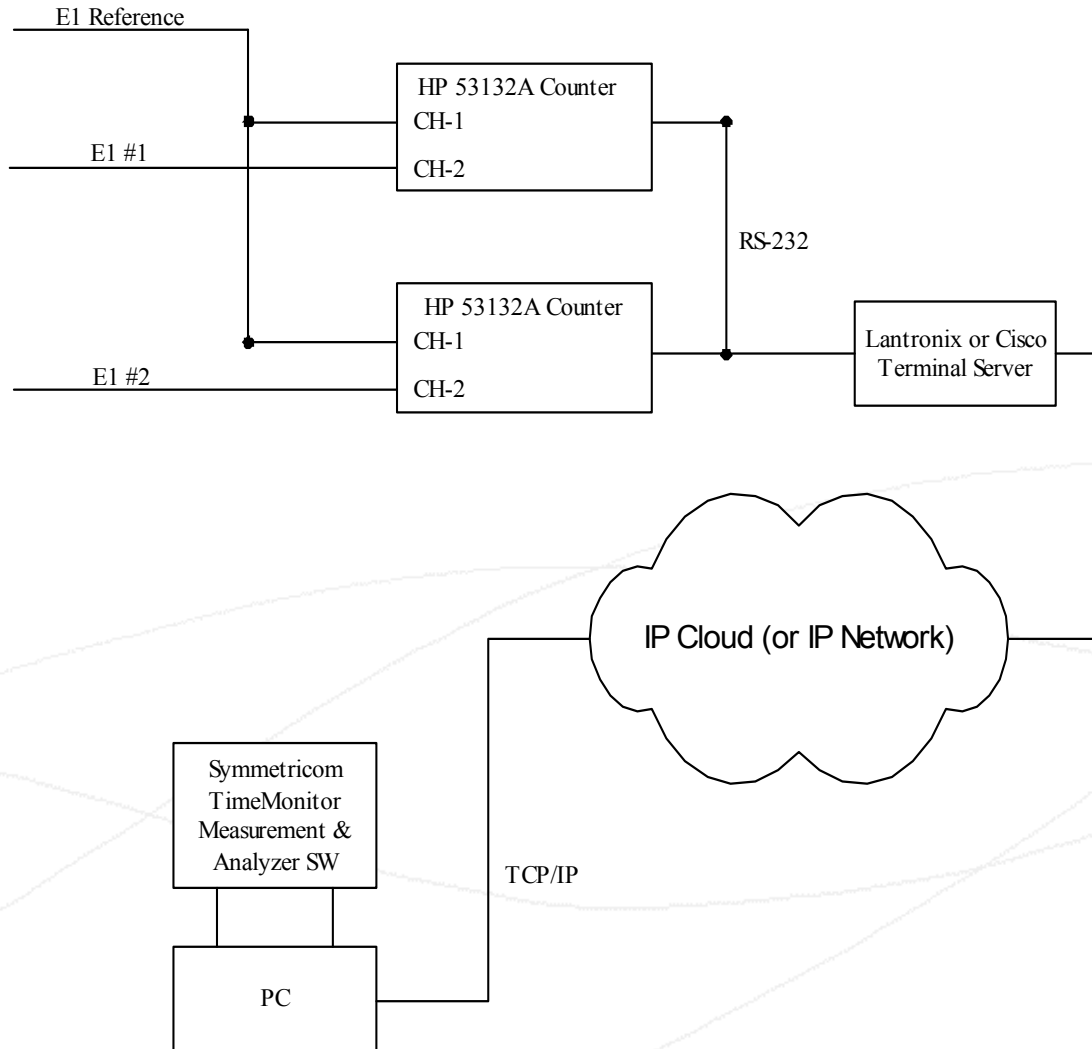 E1 Reference
HP 53132A Counter
CH-1
E1 #1
CH-2
RS-232
HP 53132A Counter
CH-1
E1 #2
CH-2
Lantronix or Cisco
Terminal Server
IP Cloud (or IP Network)
Symmetricom
TimeMonitor
Measurement &
Analyzer SW
TCP/IP
PC